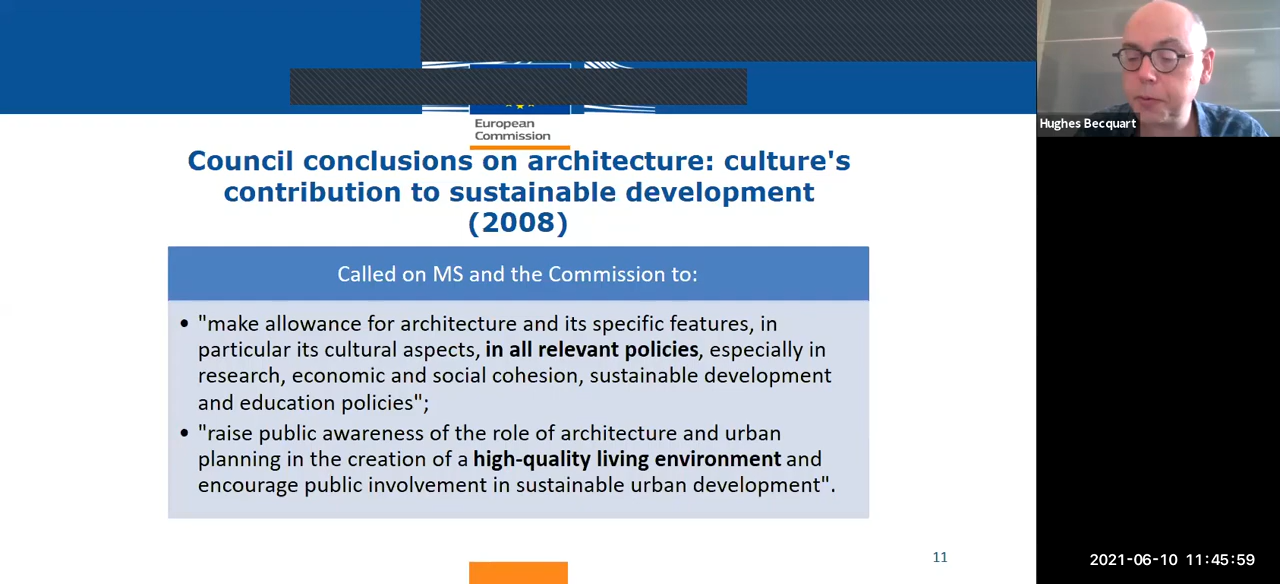 European
Commission
Hughes Becquart
Council conclusions on architecture: culture's
contribution to sustainable development
(2008)
Called on MS and the Commission to:
• "make allowance for architecture and its specific features, in
particular its cultural aspects, in all relevant policies, especially in
research, economic and social cohesion, sustainable development
and education policies";
• "raise public awareness of the role of architecture and urban
planning in the creation of a high-quality living environment and
encourage public involvement in sustainable urban development".
11
2021-06-10 11:45:59